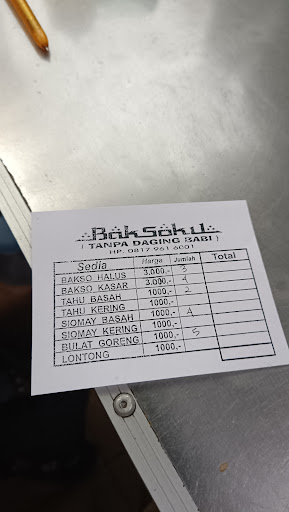 BAKSOKU
( TANPA DAGING BABI )
HP. 0817 961 6001
Sedia Harga Jumlah Total
BAKSO HALUS 3.000,- 3
BAKSO KASAR 3.000,-
TAHU BASAH 1000,- 2
TAHU KERING 1000,-
SIOMAY BASAH 1000,- 4
SIOMAY KERING 1000,-
BULAT GORENG 1000,- 5
LONTONG 1000,-